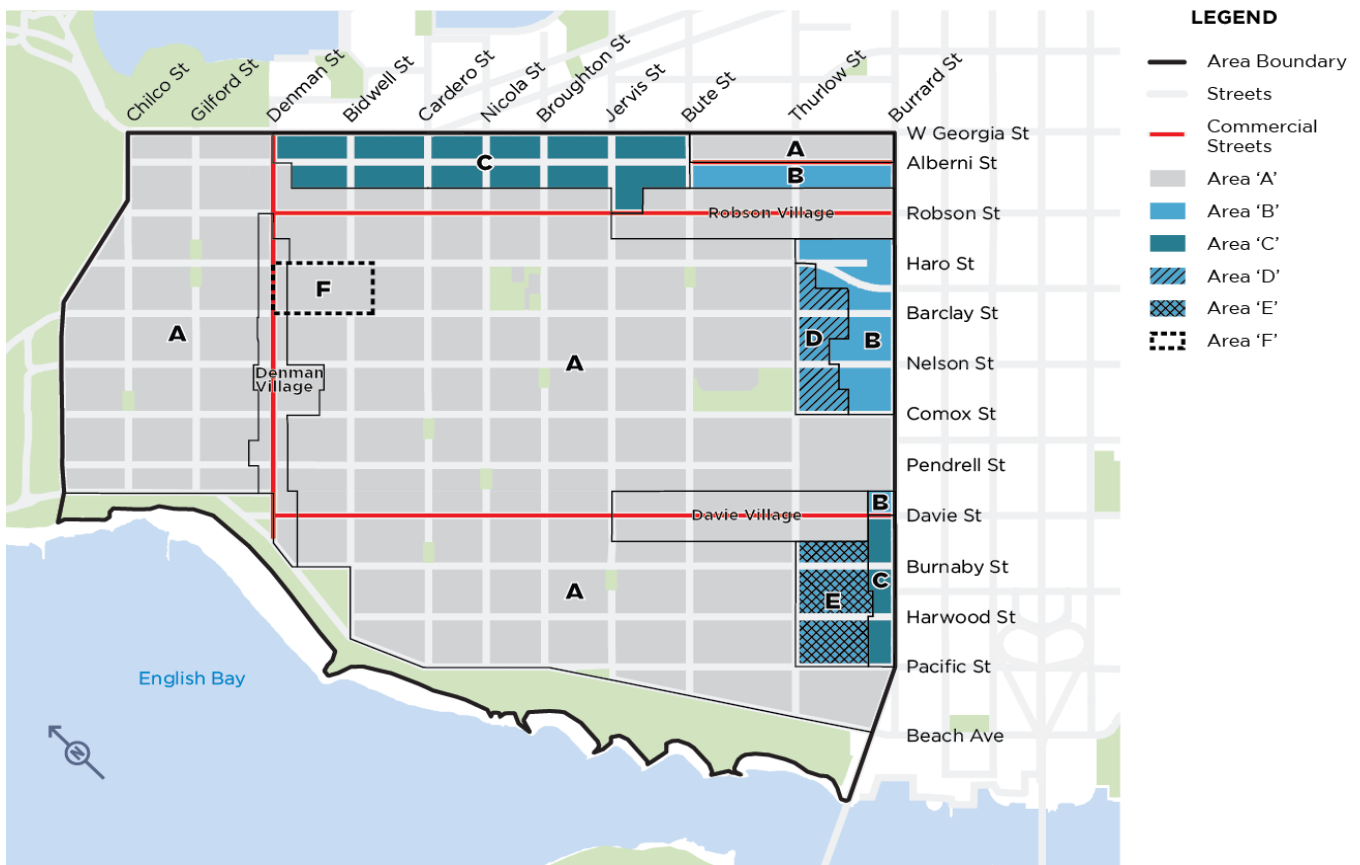 LEGEND
Area Boundary
Streets
Commercial
Streets
Area ‘A’
Area ‘B’
Area ‘C’
Area ‘D’
Area ‘E’
Area ‘F’
Chilco St
Gilford St
Denman St
Bidwell St
Cardero St
Nicola St
Broughton St
Jervis St
Bute St
Thurlow St
Burrard St
W Georgia St
A
Alberni St
C
B
Robson Village
Robson St
Haro St
F
Barclay St
A
D
B
Nelson St
A
Denman
Village
Comox St
Pendrell St
B
Davie Village
Davie St
Burnaby St
C
A
E
Harwood St
Pacific St
English Bay
Beach Ave
N